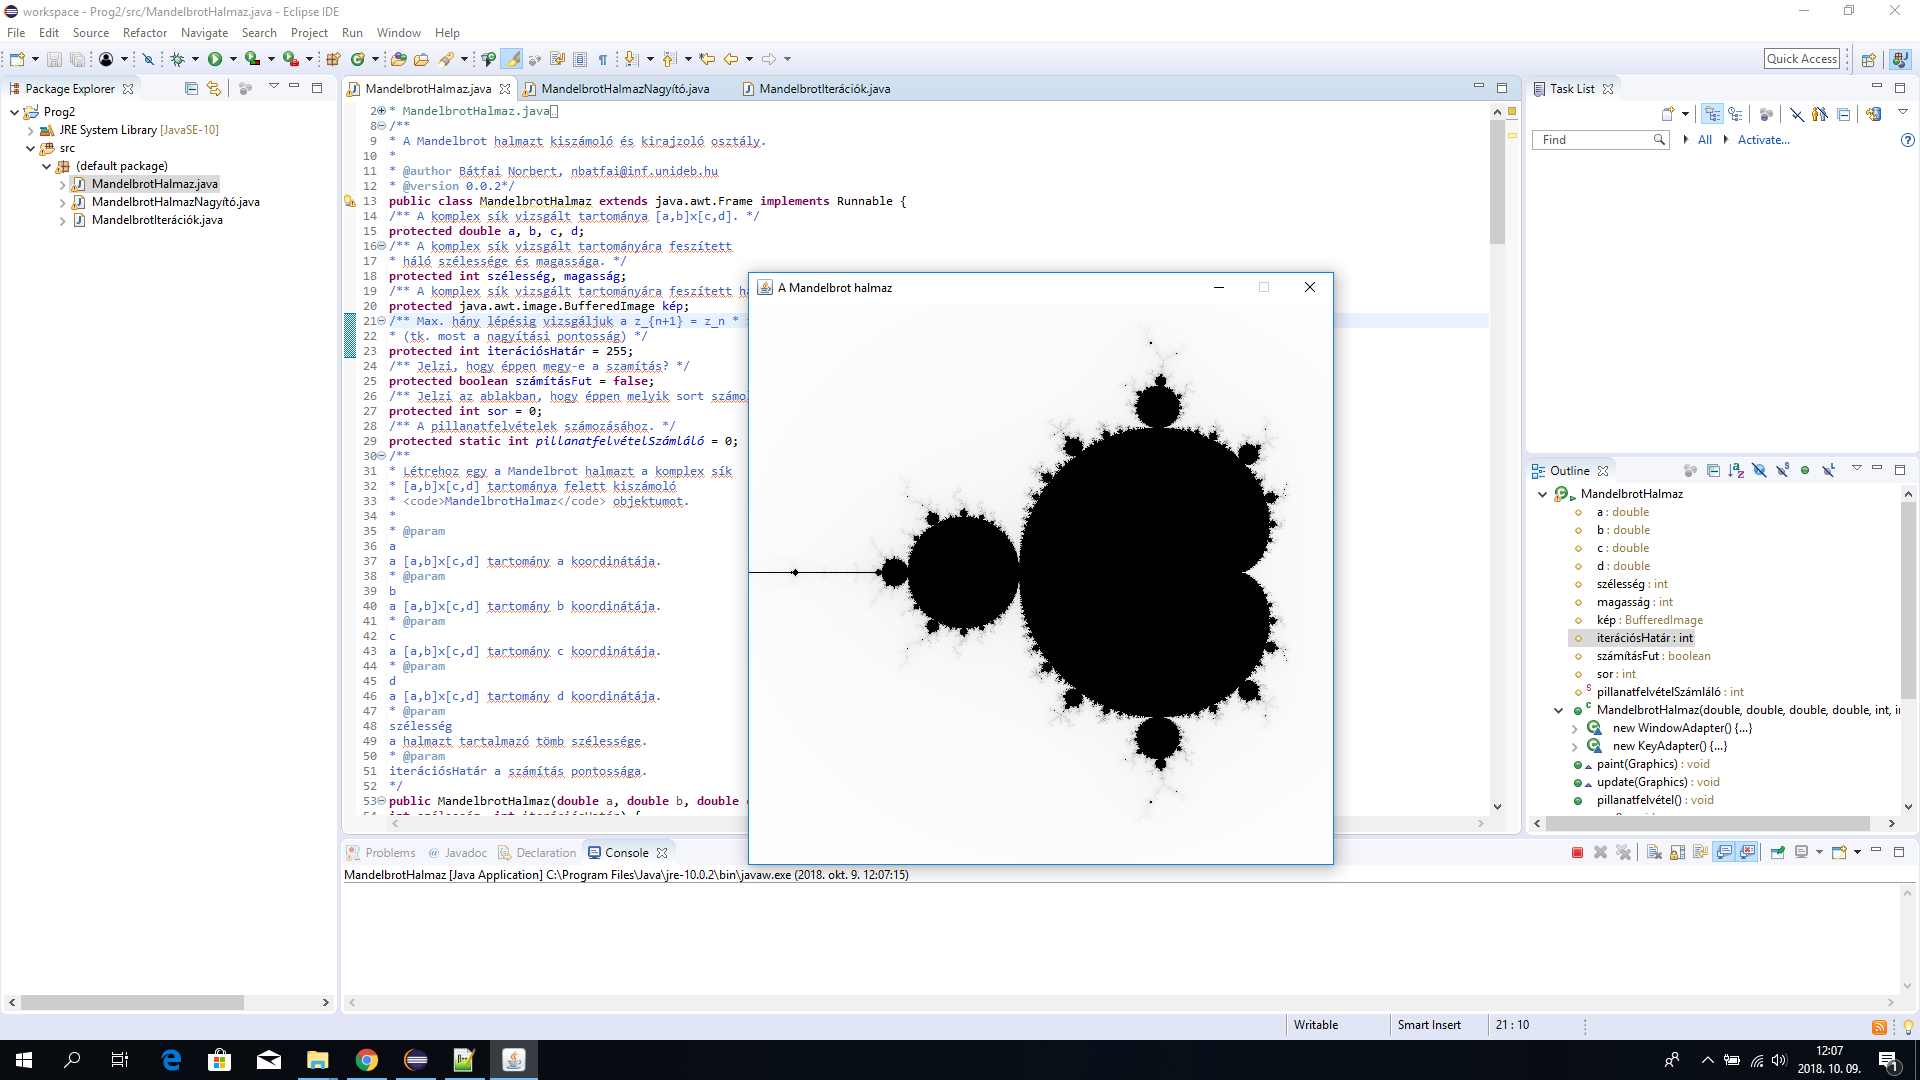 workspace - Prog2/src/MandelbrotHalmaz.java - Eclipse IDE
File Edit Source Refactor Navigate Search Project Run Window Help
Quick Access
Package Explorer
Prog2
JRE System Library [JavaSE-10]
src
(default package)
MandelbrotHalmaz.java
MandelbrotHalmazNagyító.java
MandelbrotIterációk.java
MandelbrotHalmaz.java MandelbrotHalmazNagyító.java MandelbrotIterációk.java
2 * MandelbrotHalmaz.java
8 /**
9 * A Mandelbrot halmazt kiszámoló és kirajzoló osztály.
10 *
11 * @author Bátfai Norbert, nbatfai@inf.unideb.hu
12 * @version 0.0.2*/
13 public class MandelbrotHalmaz extends java.awt.Frame implements Runnable {
14 /** A komplex sík vizsgált tartománya [a,b]x[c,d]. */
15 protected double a, b, c, d;
16 /** A komplex sík vizsgált tartományára feszített
17 * háló szélessége és magassága. */
18 protected int szélesség, magasság;
19 /** A komplex sík vizsgált tartományára feszített
20 protected java.awt.image.BufferedImage kép;
21 /** Max. hány lépésig vizsgáljuk a z_{n+1} = z_n *
22 * (tk. most a nagyítási pontosság) */
23 protected int iterációsHatár = 255;
24 /** Jelzi, hogy éppen megy-e a szamítás? */
25 protected boolean számításFut = false;
26 /** Jelzi az ablakban, hogy éppen melyik sort
27 protected int sor = 0;
28 /** A pillanatfelvételek számozásához. */
29 protected static int pillanatfelvételSzámláló = 0;
30 /**
31 * Létrehoz egy a Mandelbrot halmazt a komplex sík
32 * [a,b]x[c,d] tartománya felett kiszámoló
33 * <code>MandelbrotHalmaz</code> objektumot.
34 *
35 * @param
36 a
37 a [a,b]x[c,d] tartomány a koordinátája.
38 * @param
39 b
40 a [a,b]x[c,d] tartomány b koordinátája.
41 * @param
42 c
43 a [a,b]x[c,d] tartomány c koordinátája.
44 * @param
45 d
46 a [a,b]x[c,d] tartomány d koordinátája.
47 * @param
48 szélesség
49 a halmazt tartalmazó tömb szélessége.
50 * @param
51 iterációsHatár a számítás pontossága.
52 */
53 public MandelbrotHalmaz(double a, double b, double
A Mandelbrot halmaz
Task List
Find
All
Activate...
Outline
MandelbrotHalmaz
a : double
b : double
c : double
d : double
szélesség : int
magasság : int
kép : BufferedImage
iterációsHatár : int
számításFut : boolean
sor : int
pillanatfelvételSzámláló : int
MandelbrotHalmaz(double, double, double, double, int, i
new WindowAdapter() {...}
new KeyAdapter() {...}
paint(Graphics) : void
update(Graphics) : void
pillanatfelvétel() : void
Problems Javadoc Declaration Console
MandelbrotHalmaz [Java Application] C:\Program Files\Java\jre-10.0.2\bin\javaw.exe (2018. okt. 9. 12:07:15)
Writable Smart Insert 21 : 10
12:07
2018. 10. 09.
1